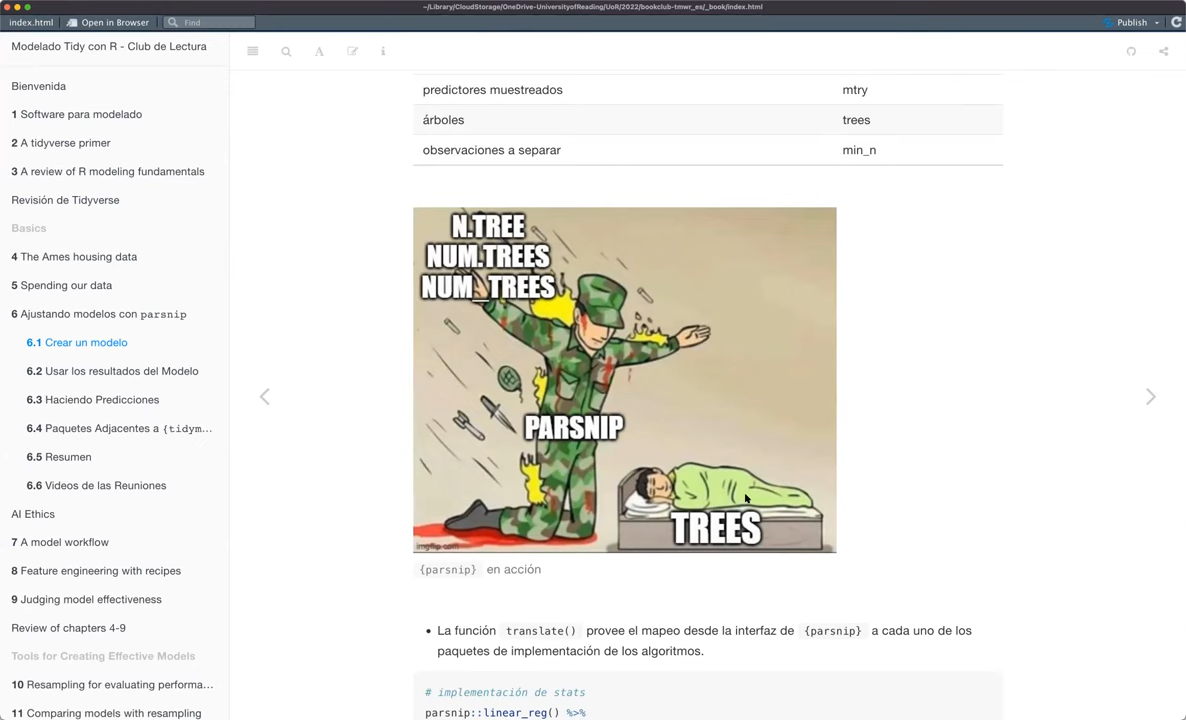 ~/Library/CloudStorage/OneDrive-UniversityofReading/UoR/2022/bookclub-tmwr_es/_book/index.html
index.html
Open in Browser
Find
Publish
Modelado Tidy con R - Club de Lectura
Bienvenida
1 Software para modelado
2 A tidyverse primer
3 A review of R modeling fundamentals
Revisión de Tidyverse
Basics
4 The Ames housing data
5 Spending our data
6 Ajustando modelos con parsnip
6.1 Crear un modelo
6.2 Usar los resultados del Modelo
6.3 Haciendo Predicciones
6.4 Paquetes Adjacentes a {tidym...
6.5 Resumen
6.6 Videos de las Reuniones
AI Ethics
7 A model workflow
8 Feature engineering with recipes
9 Judging model effectiveness
Review of chapters 4-9
Tools for Creating Effective Models
10 Resampling for evaluating performa...
11 Comparing models with resampling
predictores muestreados mtry
árboles trees
observaciones a separar min_n
N.TREE
NUM.TREES
NUM_TREES
PARSNIP
TREES
imgflip.com
{parsnip} en acción
• La función translate() provee el mapeo desde la interfaz de {parsnip} a cada uno de los
paquetes de implementación de los algoritmos.
# implementación de stats
parsnip::linear_reg() %>%